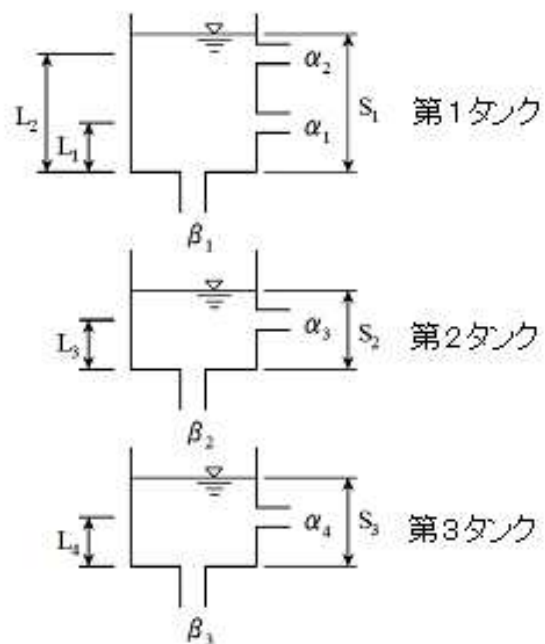 α₂
L₂
S₁ 第1タンク
L₁
α₁
β₁
α₃
L₃
S₂ 第2タンク
β₂
α₄
L₄
S₃ 第3タンク
β₃